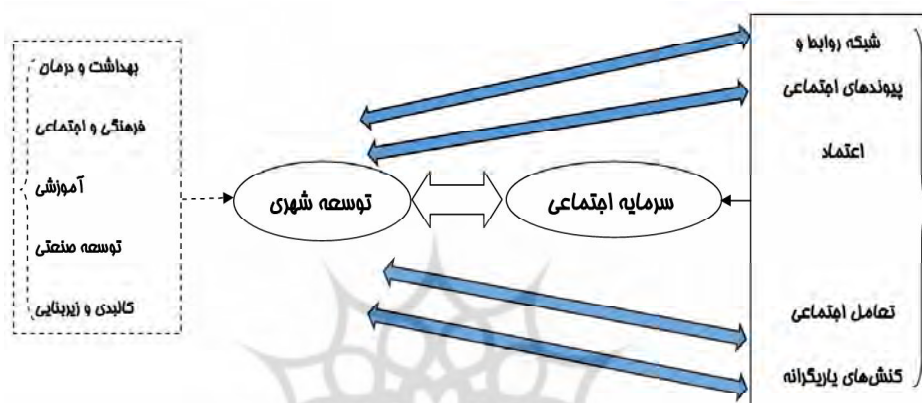 شبکه روابط و
پیوندهای اجتماعی
اعتماد
تعامل اجتماعی
کنش‌های یاریگرانه
سرمایه اجتماعی
توسعه شهری
بهداشت و درمان
فرهنگی و اجتماعی
آموزشی
توسعه صنعتی
کالبدی و زیربنایی